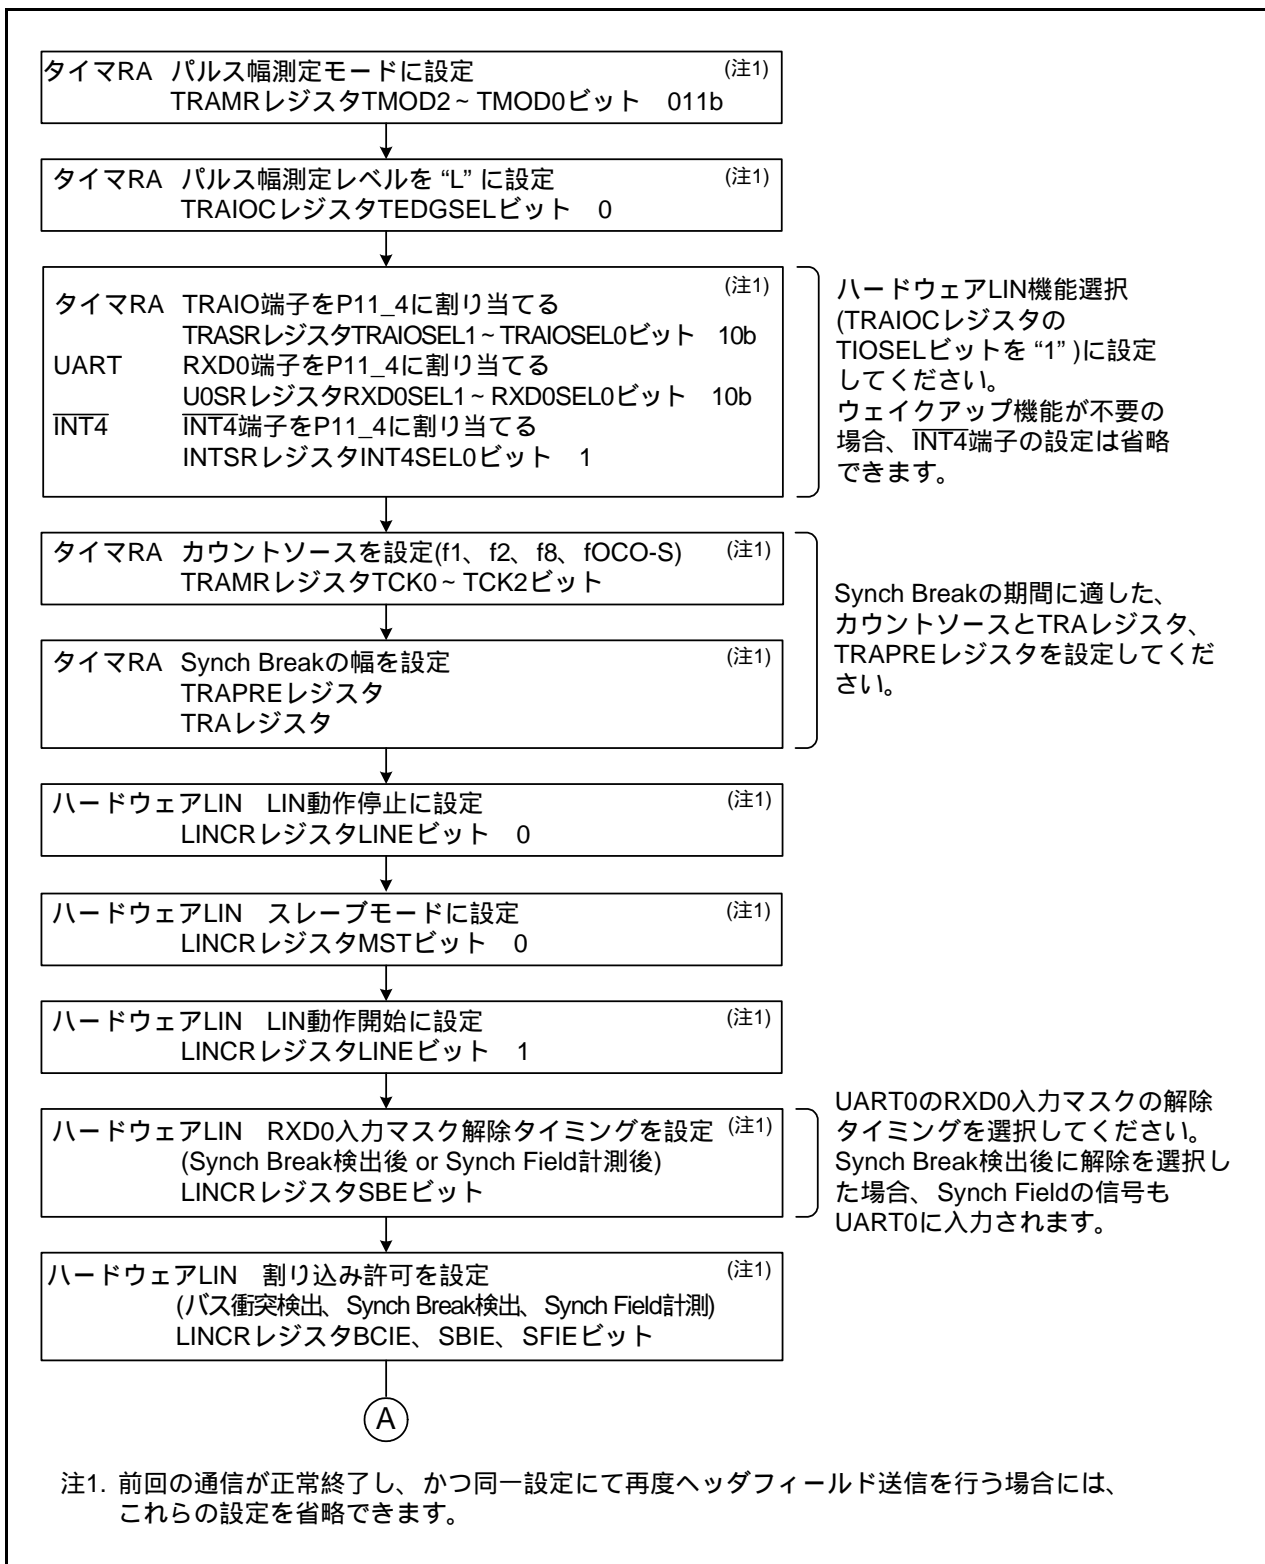 タイマRA パルス幅測定モードに設定 (注1)
TRAMRレジスタTMOD2~TMOD0ビット 011b
タイマRA パルス幅測定レベルを “L” に設定 (注1)
TRAIOCレジスタTEDGSELビット 0
(注1)
タイマRA TRAIO端子をP11_4に割り当てる
TRASRレジスタTRAIOSEL1~TRAIOSEL0ビット 10b
UART RXD0端子をP11_4に割り当てる
U0SRレジスタRXD0SEL1~RXD0SEL0ビット 10b
INT4 INT4端子をP11_4に割り当てる
INTSRレジスタINT4SEL0ビット 1
ハードウェアLIN機能選択
(TRAIOCレジスタの
TIOSELビットを “1” )に設定
してください。
ウェイクアップ機能が不要の
場合、INT4端子の設定は省略
できます。
タイマRA カウントソースを設定(f1、f2、f8、fOCO-S) (注1)
TRAMRレジスタTCK0~TCK2ビット
タイマRA Synch Breakの幅を設定 (注1)
TRAPREレジスタ
TRAレジスタ
Synch Breakの期間に適した、
カウントソースとTRAレジスタ、
TRAPREレジスタを設定してくだ
さい。
ハードウェアLIN LIN動作停止に設定 (注1)
LINCRレジスタLINEビット 0
ハードウェアLIN スレーブモードに設定 (注1)
LINCRレジスタMSTビット 0
ハードウェアLIN LIN動作開始に設定 (注1)
LINCRレジスタLINEビット 1
ハードウェアLIN RXD0入力マスク解除タイミングを設定 (注1)
(Synch Break検出後 or Synch Field計測後)
LINCRレジスタSBEビット
UART0のRXD0入力マスクの解除
タイミングを選択してください。
Synch Break検出後に解除を選択し
た場合、Synch Fieldの信号も
UART0に入力されます。
ハードウェアLIN 割り込み許可を設定 (注1)
(バス衝突検出、Synch Break検出、Synch Field計測)
LINCRレジスタBCIE、SBIE、SFIEビット
A
注1. 前回の通信が正常終了し、かつ同一設定にて再度ヘッダフィールド送信を行う場合には、
これらの設定を省略できます。